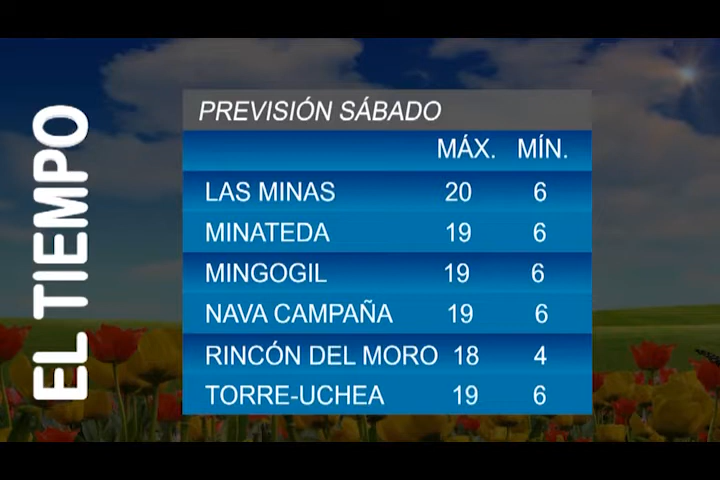 EL TIEMPO
PREVISIÓN SÁBADO
MÁX. MÍN.
LAS MINAS 20 6
MINATEDA 19 6
MINGOGIL 19 6
NAVA CAMPAÑA 19 6
RINCÓN DEL MORO 18 4
TORRE-UCHEA 19 6